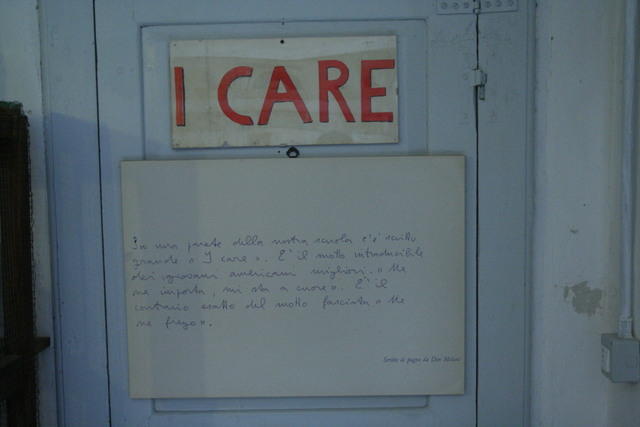 I CARE
Su una parete della nostra scuola c'è scritto
grande « I care ». E' il motto intraducibile
dei giovani americani migliori. « Me
ne importa, mi sta a cuore ». E' il
contrario esatto del motto fascista « Me
ne frego ».
Scritto di pugno da Don Milani